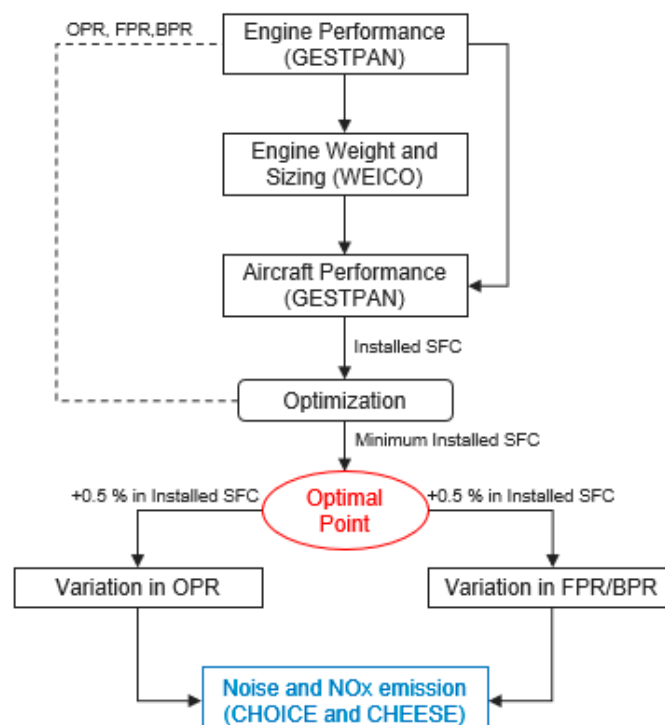 OPR, FPR,BPR
Engine Performance
(GESTPAN)
Engine Weight and
Sizing (WEICO)
Aircraft Performance
(GESTPAN)
Installed SFC
Optimization
Minimum Installed SFC
+0.5 % in Installed SFC
Optimal
Point
+0.5 % in Installed SFC
Variation in OPR
Variation in FPR/BPR
Noise and NOx emission
(CHOICE and CHEESE)